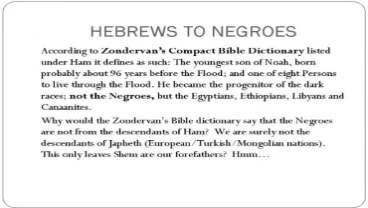 HEBREWS TO NEGROES
According to Zondervan's Compact Bible Dictionary listed
under Ham it defines as such: The youngest son of Noah, born
probably about 96 years before the Flood; and one of eight Persons
to live through the Flood. He became the progenitor of the dark
races; not the Negroes, but the Egyptians, Ethiopians, Libyans and
Canaanites.
Why would the Zondervan's Bible dictionary say that the Negroes
are not from the descendants of Ham? We are surely not the
descendants of Japheth (European/Turkish/Mongolian nations).
This only leaves Shem are our forefathers? Hmm…